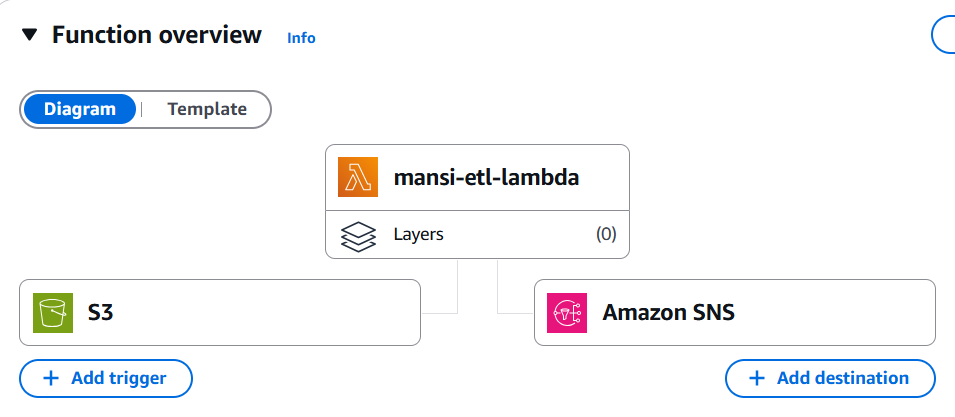 Function overview Info
Diagram | Template
mansi-etl-lambda
Layers (0)
S3
Amazon SNS
+ Add trigger
+ Add destination